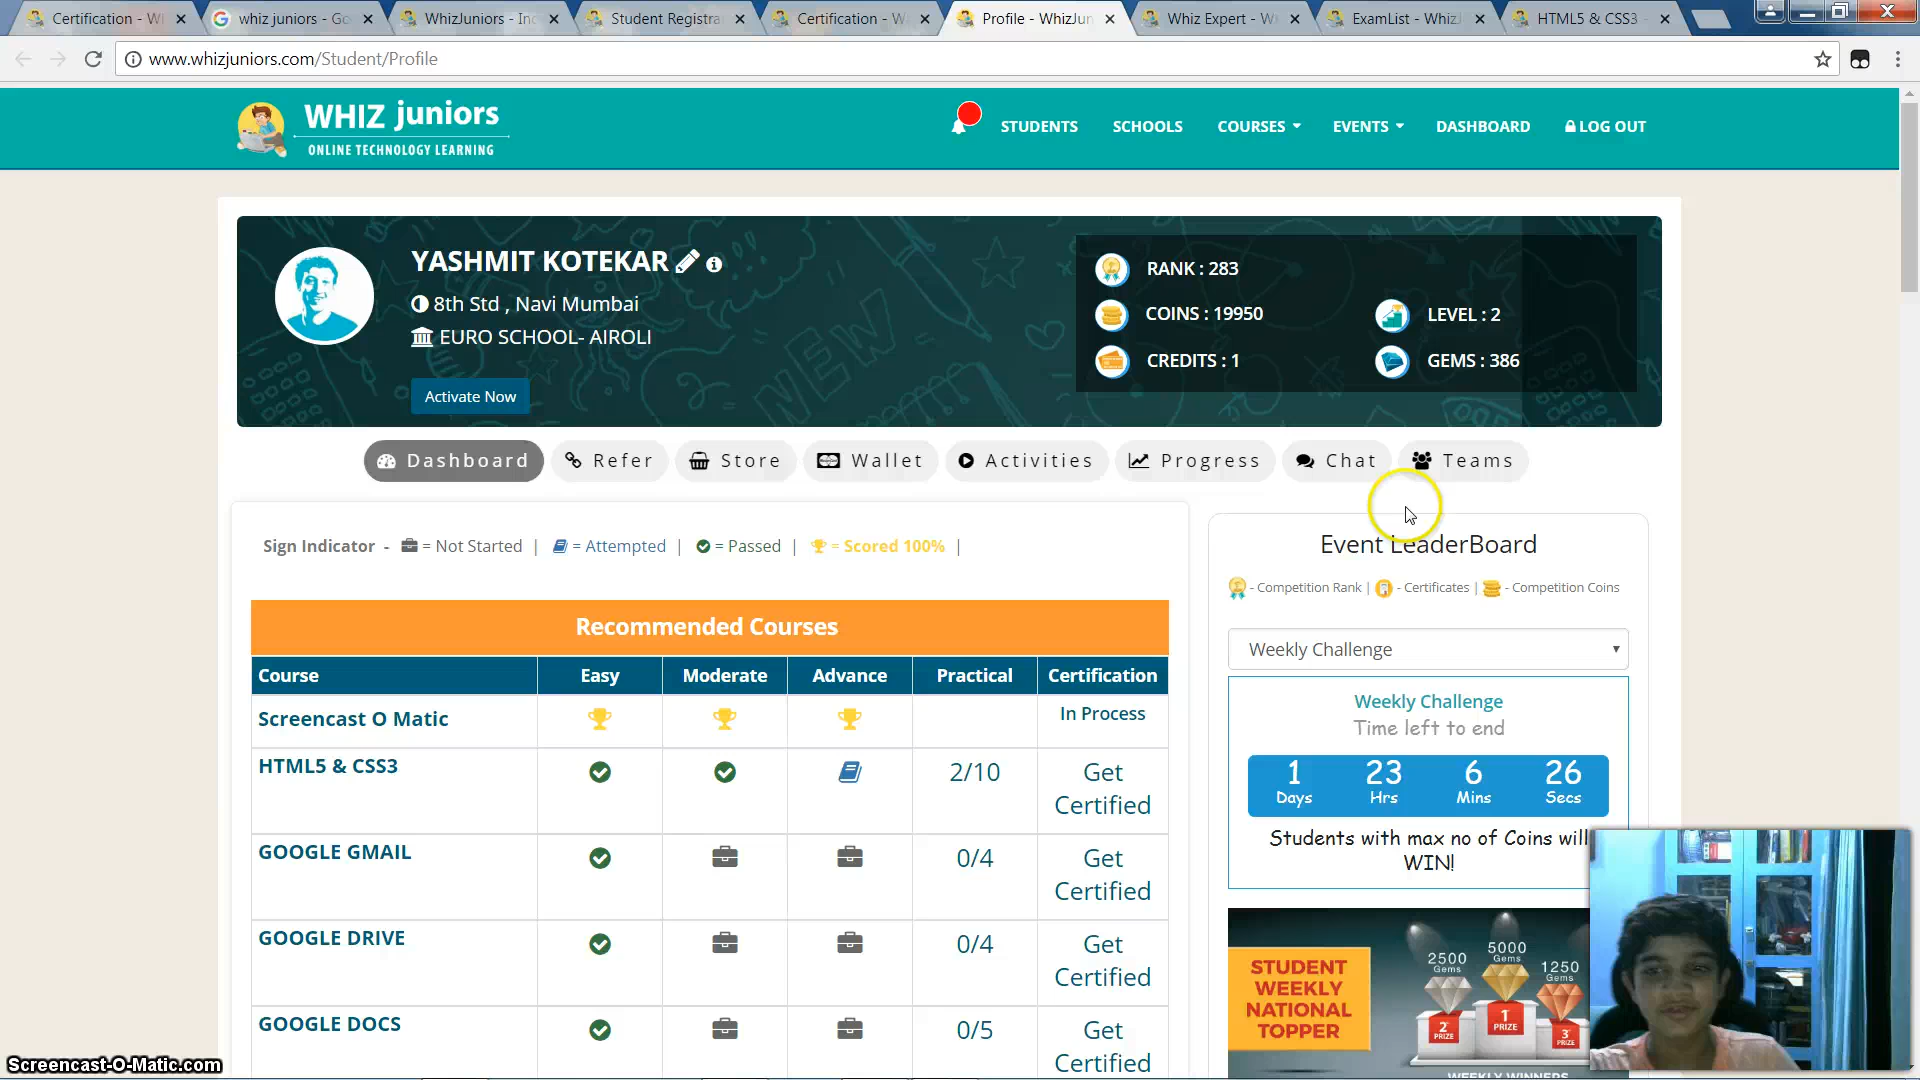 Certification - W
whiz juniors - Go
WhizJuniors - In
Student Registra
Certification - W
Profile - WhizJun
Whiz Expert - W
ExamList - Whiz
HTML5 & CSS3 -
www.whizjuniors.com/Student/Profile
WHIZ juniors
ONLINE TECHNOLOGY LEARNING
STUDENTS
SCHOOLS
COURSES
EVENTS
DASHBOARD
LOG OUT
YASHMIT KOTEKAR
8th Std , Navi Mumbai
EURO SCHOOL- AIROLI
Activate Now
RANK : 283
COINS : 19950
LEVEL : 2
CREDITS : 1
GEMS : 386
Dashboard
Refer
Store
Wallet
Activities
Progress
Chat
Teams
Sign Indicator - = Not Started | = Attempted | = Passed | = Scored 100% |
Recommended Courses
Course Easy Moderate Advance Practical Certification
Screencast O Matic In Process
HTML5 & CSS3 2/10 Get
Certified
GOOGLE GMAIL 0/4 Get
Certified
GOOGLE DRIVE 0/4 Get
Certified
GOOGLE DOCS 0/5 Get
Certified
Event LeaderBoard
- Competition Rank | - Certificates | - Competition Coins
Weekly Challenge
Weekly Challenge
Time left to end
1 23 6 26
Days Hrs Mins Secs
Students with max no of Coins will
WIN!
STUDENT
WEEKLY
NATIONAL
TOPPER
2500
Gems
5000
Gems
1250
Gems
2nd PRIZE
1st PRIZE
3rd PRIZE
WEEKLY WINNERS
Screencast-O-Matic.com